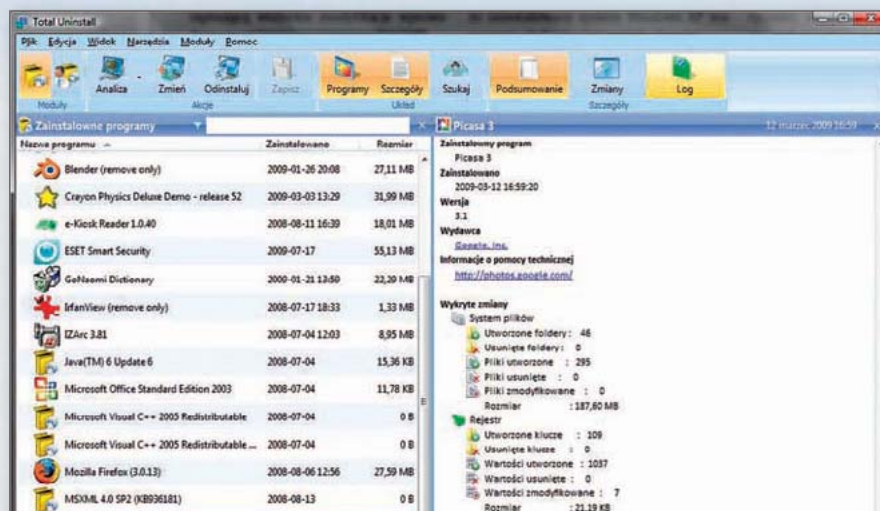 Total Uninstall
Plik Edycja Widok Narzędzia Moduły Pomoc
Analiza Zmień Odinstaluj Zapisz Programy Szczegóły Szukaj Podsumowanie Zmiany Log
Moduły Akcje Układ Szczegóły
Zainstalowne programy
Picasa 3 12 marzec 2009 16:59
Nazwa programu Zainstalowano Rozmiar
Blender (remove only) 2009-01-26 20:08 27,11 MB
Crayon Physics Deluxe Demo - release 52 2009-03-03 13:29 31,99 MB
e-Kiosk Reader 1.0.40 2008-08-11 16:39 18,01 MB
ESET Smart Security 2009-07-17 55,13 MB
GoNaomi Dictionary 22,20 MB
IrfanView (remove only) 2008-07-17 18:33 1,33 MB
IZArc 3.81 2008-07-04 12:03 8,95 MB
Java(TM) 6 Update 6 2008-07-04 15,36 KB
Microsoft Office Standard Edition 2003 2008-07-04 11,78 KB
Microsoft Visual C++ 2005 Redistributable 2008-07-04 0 B
Microsoft Visual C++ 2005 Redistributable ... 2008-07-04 0 B
Mozilla Firefox (3.0.13) 2008-08-06 12:56 27,59 MB
MSXML 4.0 SP2 (KB936181) 2008-08-13 0 B
Zainstalowny program
Picasa 3
Zainstalowano
2009-03-12 16:59:20
Wersja
3.1
Wydawca
Google, Inc.
Informacje o pomocy technicznej
http://photos.google.com/
Wykryte zmiany
System plików
Utworzone foldery: 46
Usunięte foldery: 0
Pliki utworzone : 295
Pliki usunięte : 0
Pliki zmodyfikowane : 0
Rozmiar : 187,60 MB
Rejestr
Utworzone klucze : 109
Usunięte klucze : 0
Wartości utworzone : 1037
Wartości usunięte : 0
Wartości zmodyfikowane : 7
Rozmiar : 21,19 KB